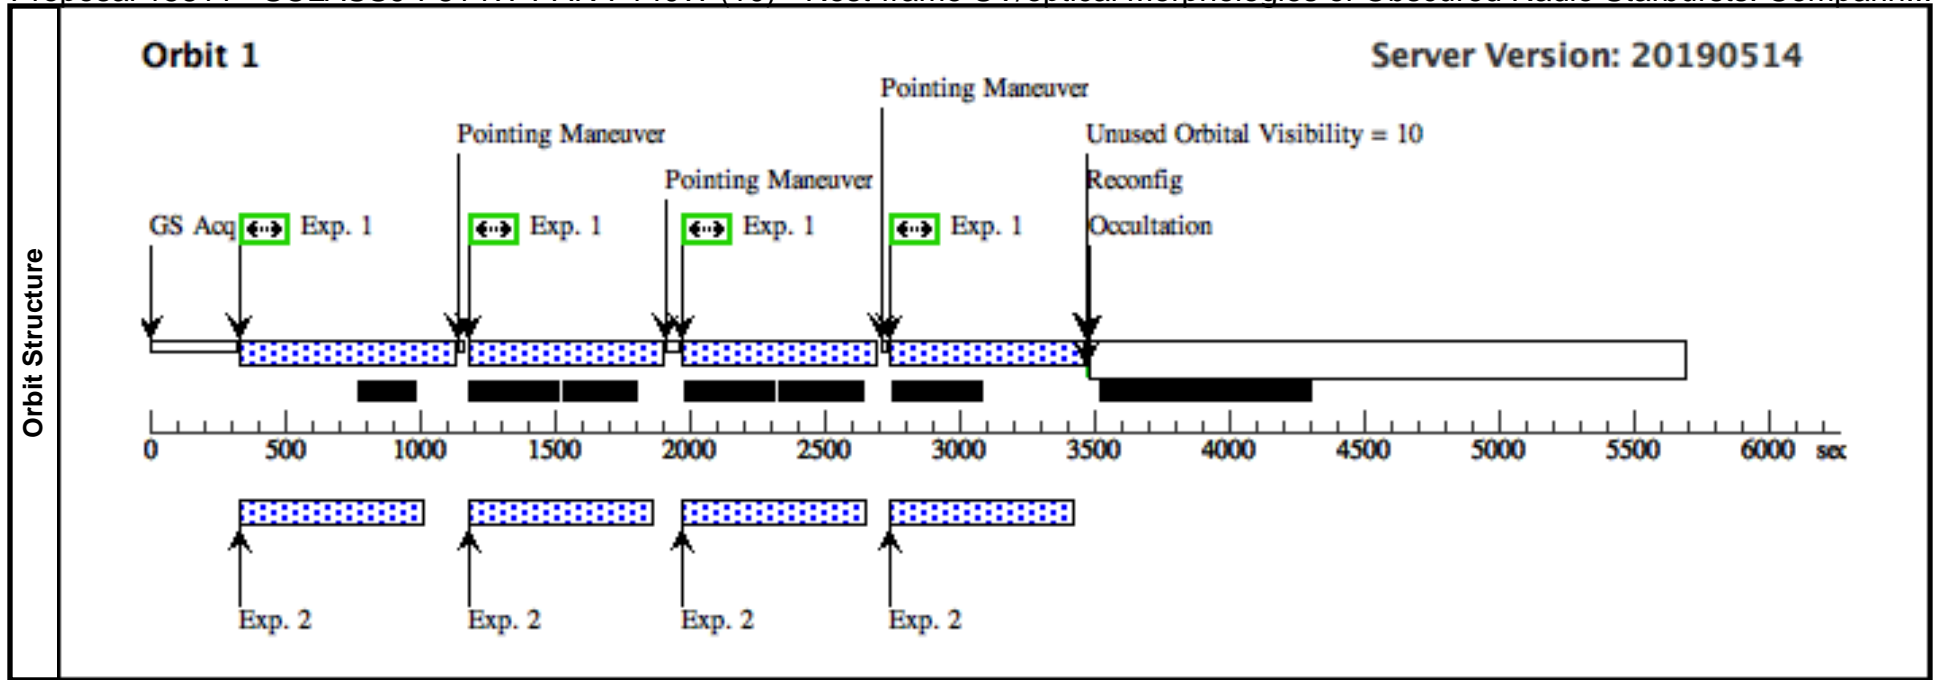 Orbit 1
Server Version: 20190514
Pointing Maneuver
Pointing Maneuver
Unused Orbital Visibility = 10
Pointing Maneuver
Reconfig
GS Acq
Exp. 1
Exp. 1
Exp. 1
Exp. 1
Occultation
Orbit Structure
0 500 1000 1500 2000 2500 3000 3500 4000 4500 5000 5500 6000 sec
Exp. 2
Exp. 2
Exp. 2
Exp. 2